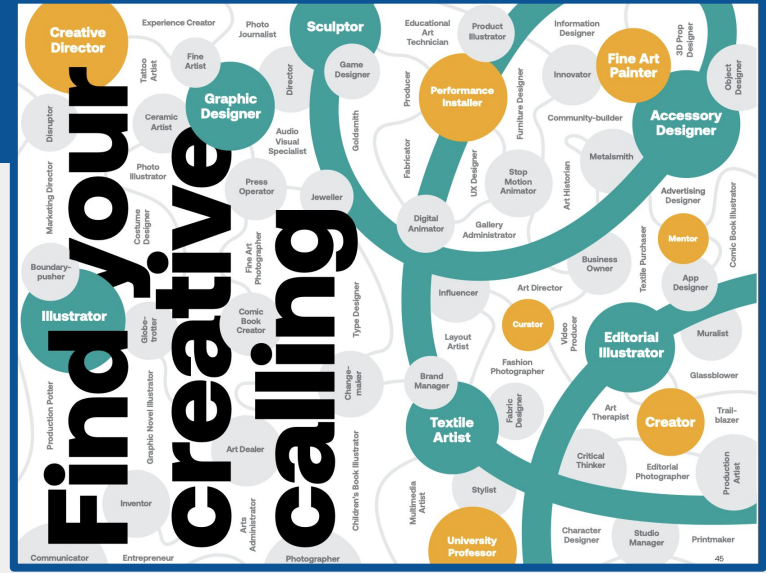 Find your
creative
calling
Creative
Director
Experience Creator
Photo
Journalist
Sculptor
Educational
Art
Technician
Product
Illustrator
Information
Designer
3D Prop
Designer
Tattoo
Artist
Fine
Artist
Director
Game
Designer
Producer
Performance
Installer
Furniture Designer
Innovator
Fine Art
Painter
Object
Designer
Disruptor
Ceramic
Artist
Graphic
Designer
Audio
Visual
Specialist
Goldsmith
Community-builder
Accessory
Designer
Marketing Director
Photo
Illustrator
Press
Operator
Jeweller
Fabricator
UX Designer
Stop
Motion
Animator
Art Historian
Metalsmith
Advertising
Designer
Comic Book Illustrator
Costume
Designer
Fine Art
Photographer
Digital
Animator
Gallery
Administrator
Business
Owner
Textile Purchaser
Mentor
Boundary-
pusher
Illustrator
Globe-
trotter
Comic
Book
Creator
Type Designer
Influencer
Art Director
App
Designer
Layout
Artist
Curator
Video
Producer
Editorial
Illustrator
Muralist
Glassblower
Production Potter
Graphic Novel Illustrator
Change-
maker
Brand
Manager
Fashion
Photographer
Fabric
Designer
Textile
Artist
Art
Therapist
Creator
Trail-
blazer
Art Dealer
Children's Book Illustrator
Critical
Thinker
Editorial
Photographer
Production
Artist
Inventor
Arts
Administrator
Multimedia
Artist
Stylist
University
Professor
Character
Designer
Studio
Manager
Printmaker
Communicator
Entrepreneur
Photographer
45